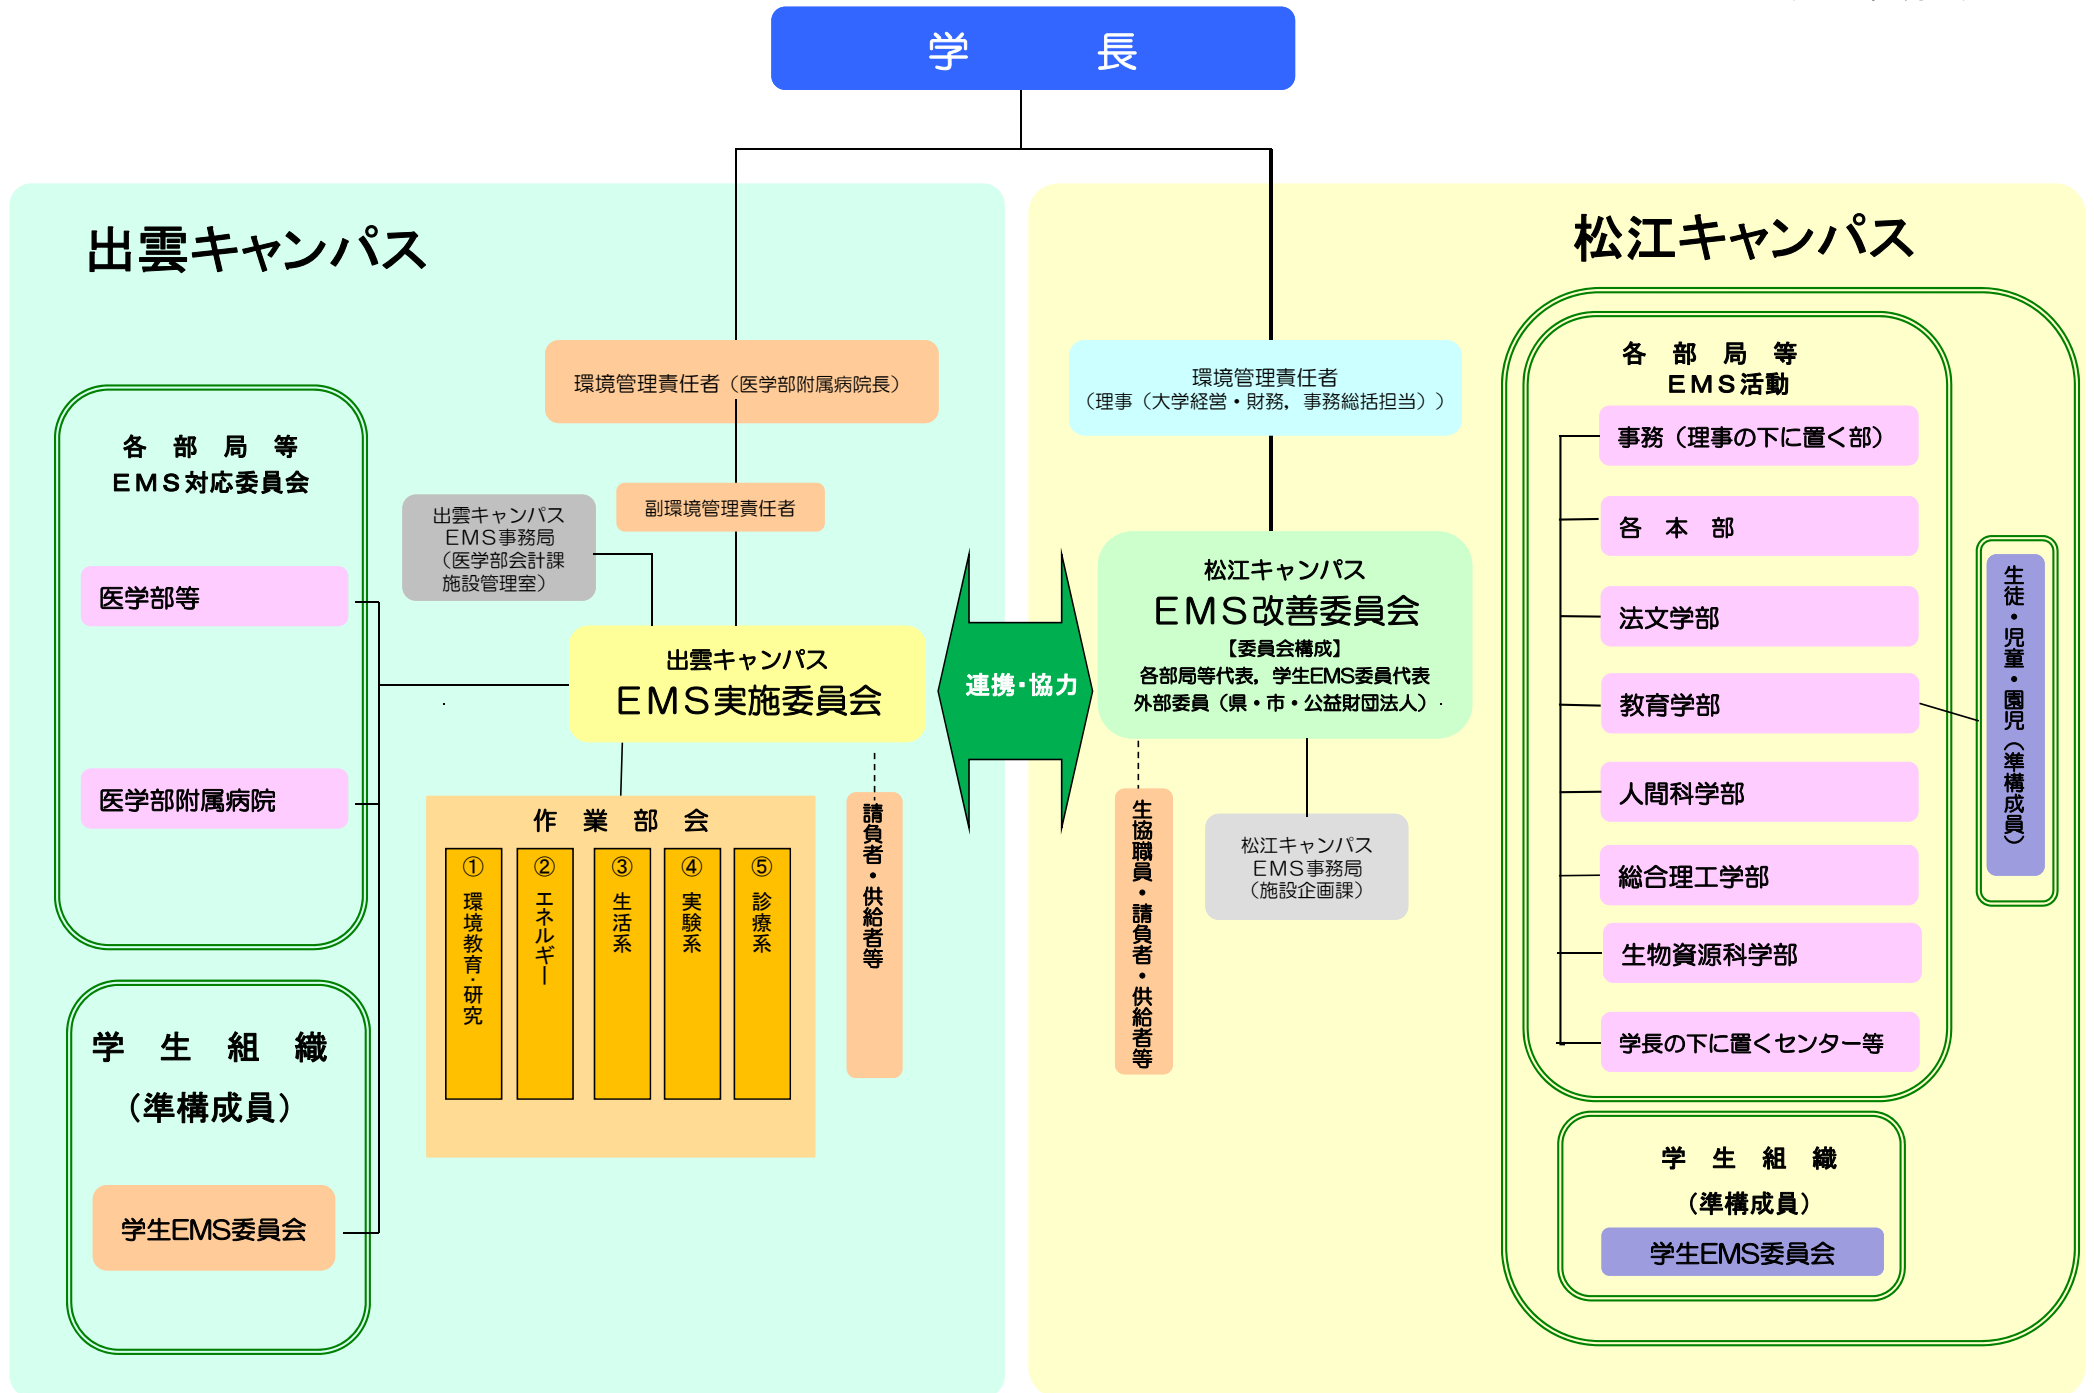 学　長
出雲キャンパス
環境管理責任者（医学部附属病院長）
副環境管理責任者
出雲キャンパス
ＥＭＳ事務局
（医学部会計課
施設管理室）
各　部　局　等
ＥＭＳ対応委員会
医学部等
医学部附属病院
出雲キャンパス
ＥＭＳ実施委員会
作　業　部　会
① 環境教育・研究
② エネルギー
③ 生活系
④ 実験系
⑤ 診療系
請負者・供給者等
学　生　組　織
（準構成員）
学生EMS委員会
連携・協力
松江キャンパス
環境管理責任者
（理事（大学経営・財務，事務総括担当））
松江キャンパス
ＥＭＳ改善委員会
【委員会構成】
各部局等代表，学生EMS委員代表
外部委員（県・市・公益財団法人）
生協職員・請負者・供給者等
松江キャンパス
ＥＭＳ事務局
（施設企画課）
各　部　局　等
ＥＭＳ活動
事務（理事の下に置く部）
各　本　部
法文学部
教育学部
人間科学部
総合理工学部
生物資源科学部
学長の下に置くセンター等
生徒・児童・園児（準構成員）
学　生　組　織
（準構成員）
学生EMS委員会